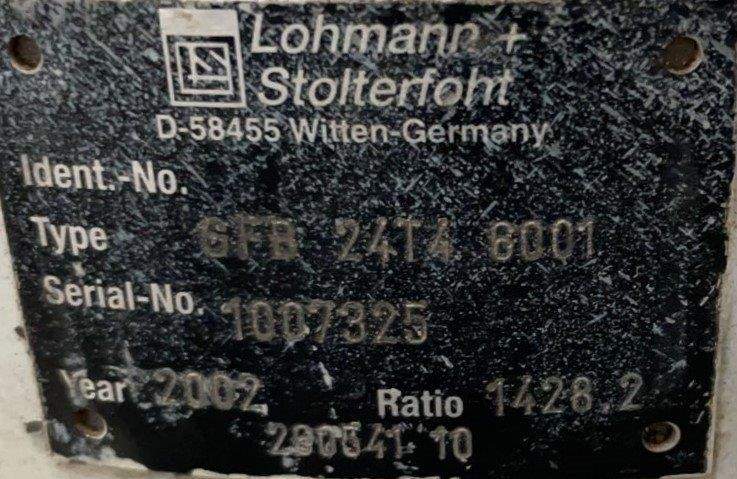 Lohmann +
Stolterfoht
D-58455 Witten-Germany
Ident.-No.
Type GFB 24T4 6001
Serial-No. 1007325
Year 2002 Ratio 1428.2
280541 10